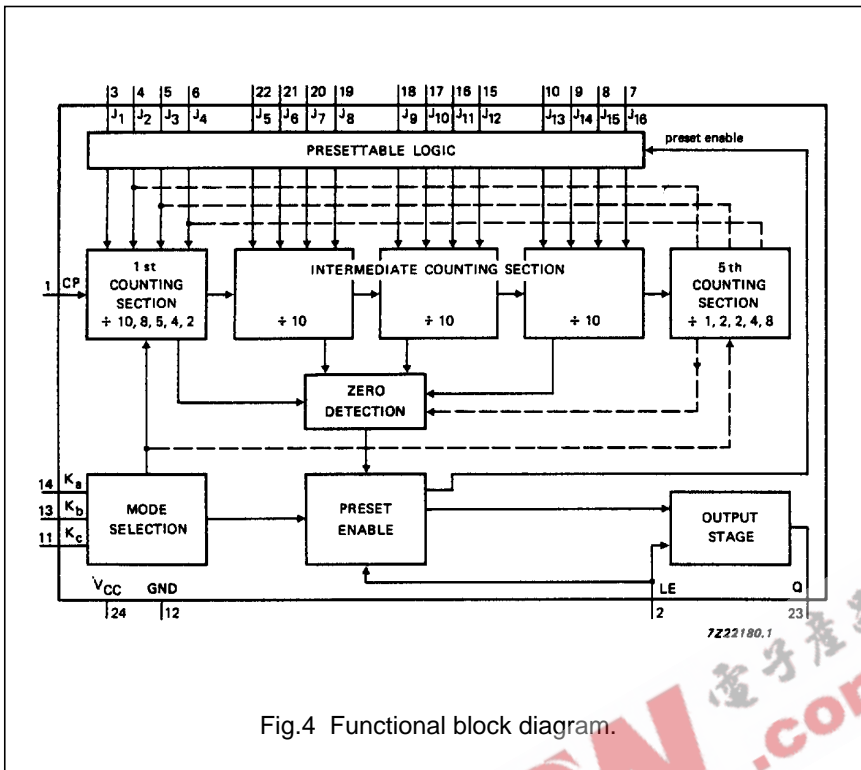 3 4 5 6 22 21 20 19 18 17 16 15 10 9 8 7
J1 J2 J3 J4 J5 J6 J7 J8 J9 J10 J11 J12 J13 J14 J15 J16
PRESETTABLE LOGIC
preset enable
1 CP
1st
COUNTING
SECTION
÷ 10, 8, 5, 4, 2
INTERMEDIATE COUNTING SECTION
÷ 10
÷ 10
÷ 10
5th
COUNTING
SECTION
÷ 1, 2, 2, 4, 8
ZERO
DETECTION
14 Ka
13 Kb
11 Kc
MODE
SELECTION
PRESET
ENABLE
OUTPUT
STAGE
VCC GND LE Q
24 12 2 23
7Z22180.1
電子產
N
.com
Fig.4 Functional block diagram.